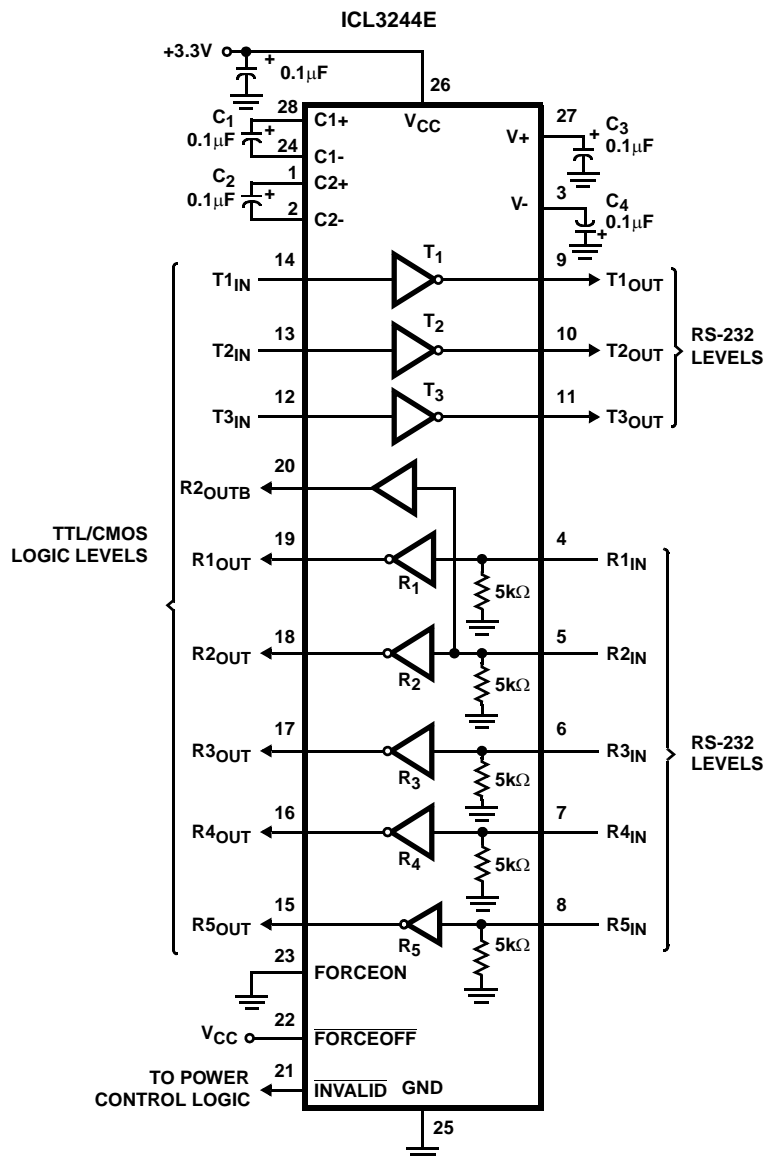 ICL3244E
+3.3V
+
0.1μF
26
C1
0.1μF
+
28
C1+
VCC
27
V+
+
C3
0.1μF
24
C1-
C2
0.1μF
+
1
C2+
2
C2-
3
V-
C4
0.1μF
+
T1IN
14
T1
9
T1OUT
T2IN
13
T2
10
T2OUT
RS-232
LEVELS
T3IN
12
T3
11
T3OUT
20
R2OUTB
TTL/CMOS
LOGIC LEVELS
19
R1OUT
R1
4
R1IN
5kΩ
18
R2OUT
R2
5
R2IN
5kΩ
17
R3OUT
R3
6
R3IN
5kΩ
RS-232
LEVELS
16
R4OUT
R4
7
R4IN
5kΩ
15
R5OUT
R5
8
R5IN
5kΩ
23
FORCEON
VCC
22
FORCEOFF
21
TO POWER
CONTROL LOGIC
INVALID
GND
25